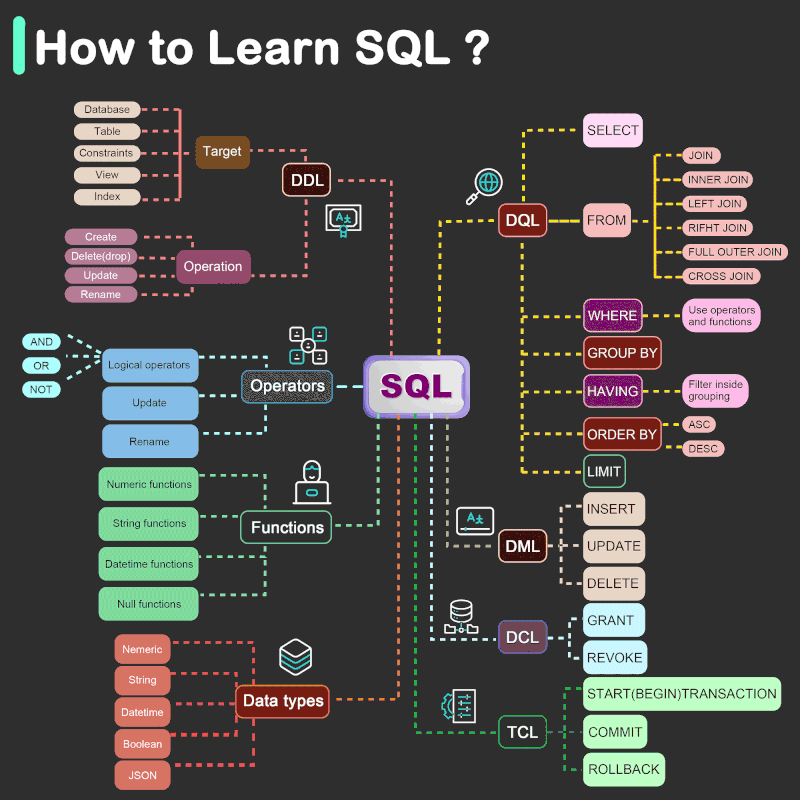 How to Learn SQL ?
Database
Table
Constraints
View
Index
Target
DDL
Create
Delete(drop)
Update
Rename
Operation
AND
OR
NOT
Logical operators
Update
Rename
Operators
Numeric functions
String functions
Datetime functions
Null functions
Functions
Nemeric
String
Datetime
Boolean
JSON
Data types
SQL
DQL
SELECT
FROM
JOIN
INNER JOIN
LEFT JOIN
RIFHT JOIN
FULL OUTER JOIN
CROSS JOIN
WHERE
Use operators
and functions
GROUP BY
HAVING
Filter inside
grouping
ORDER BY
ASC
DESC
LIMIT
DML
INSERT
UPDATE
DELETE
DCL
GRANT
REVOKE
TCL
START(BEGIN)TRANSACTION
COMMIT
ROLLBACK